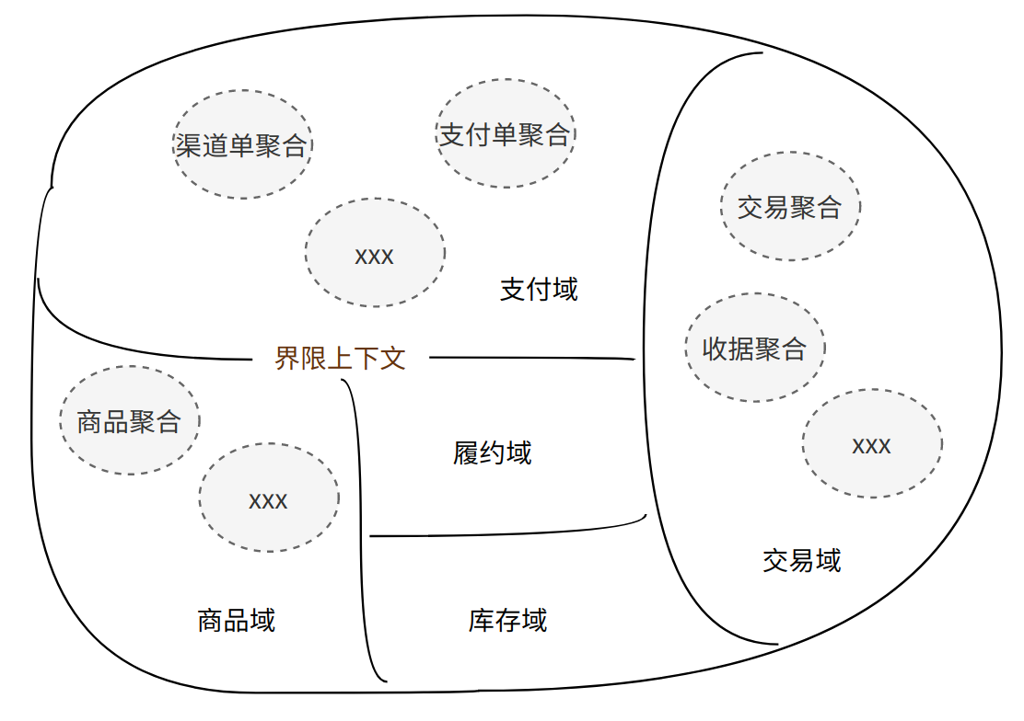 渠道单聚合
支付单聚合
xxx
支付域
交易聚合
收据聚合
xxx
交易域
界限上下文
商品聚合
xxx
商品域
履约域
库存域